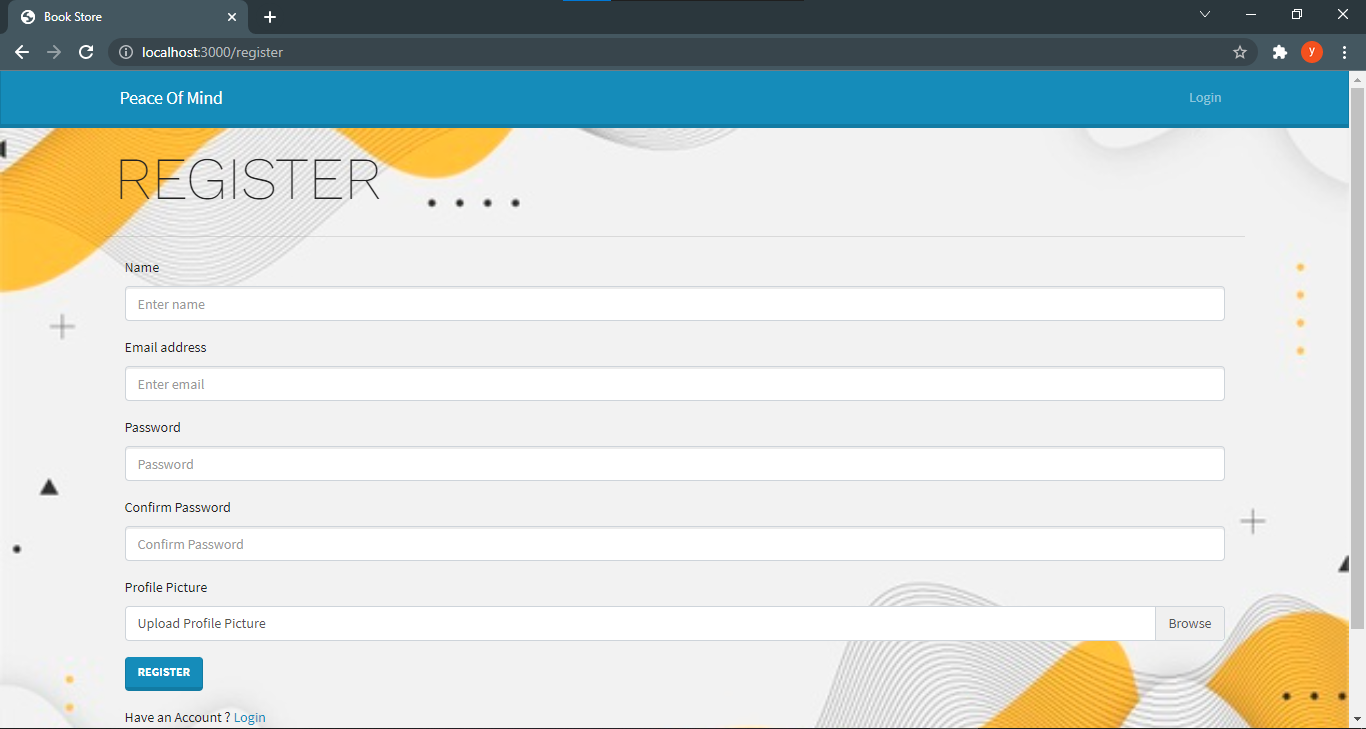 Book Store
localhost:3000/register
y
Peace Of Mind
Login
REGISTER
Name
Enter name
Email address
Enter email
Password
Password
Confirm Password
Confirm Password
Profile Picture
Upload Profile Picture
Browse
REGISTER
Have an Account ? Login